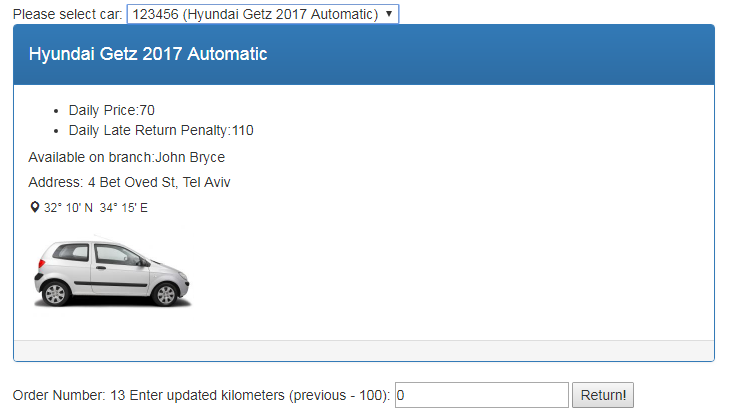 Please select car: 123456 (Hyundai Getz 2017 Automatic)
Hyundai Getz 2017 Automatic
• Daily Price:70
• Daily Late Return Penalty:110
Available on branch:John Bryce
Address: 4 Bet Oved St, Tel Aviv
32° 10' N 34° 15' E
Order Number: 13 Enter updated kilometers (previous - 100): 0 Return!